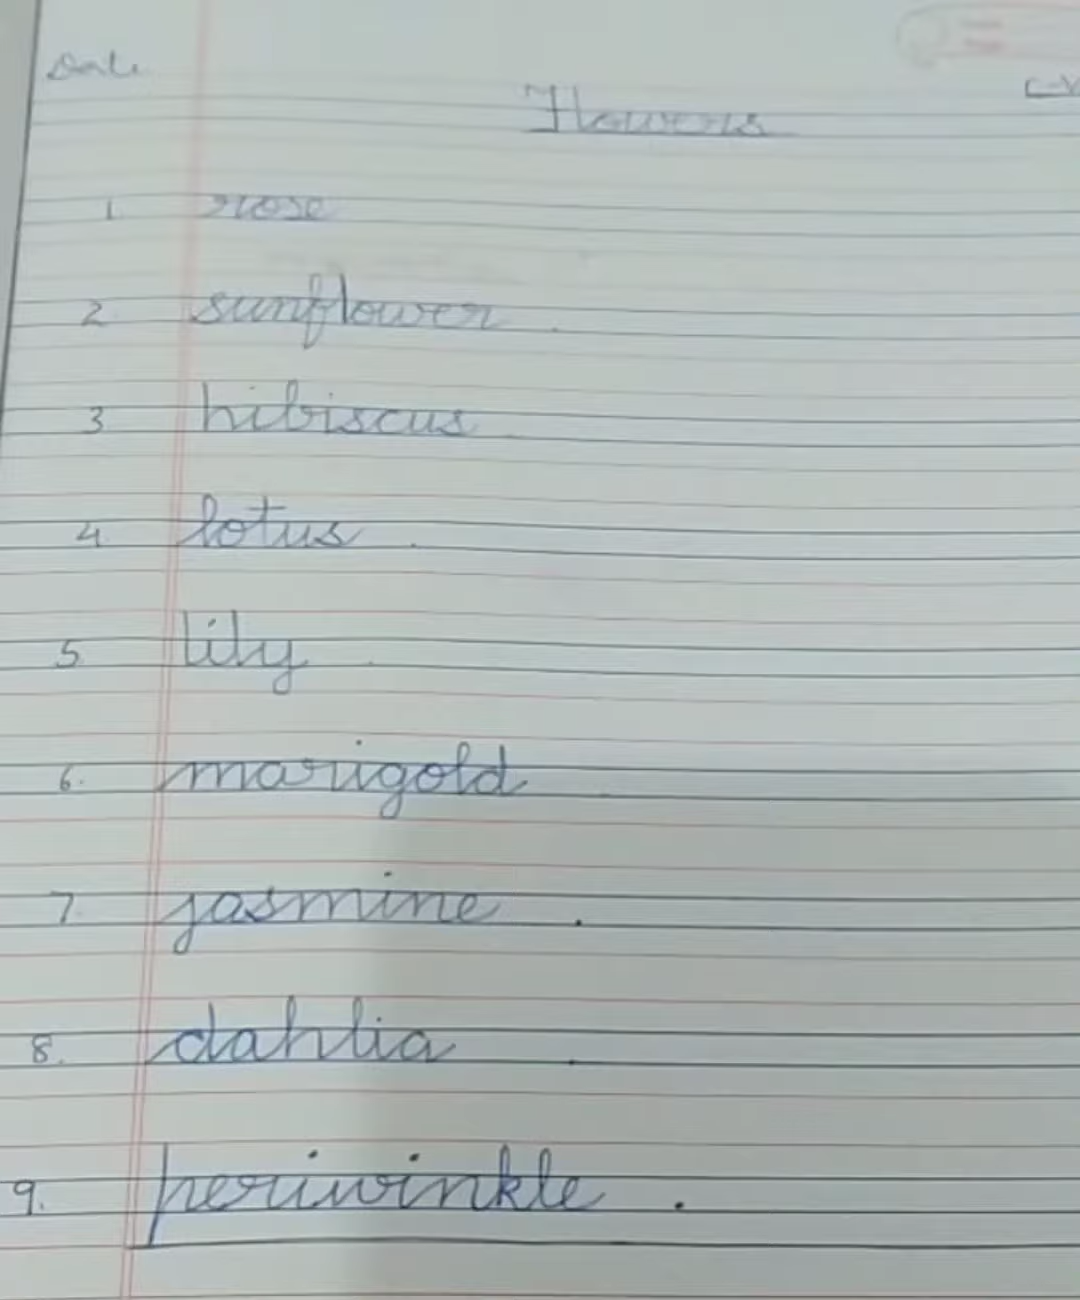 Date
Flowers
1. rose
2. sunflower.
3 hibiscus
4 lotus.
5 lily
6. marigold
7. jasmine.
8. dahlia.
9. periwinkle.